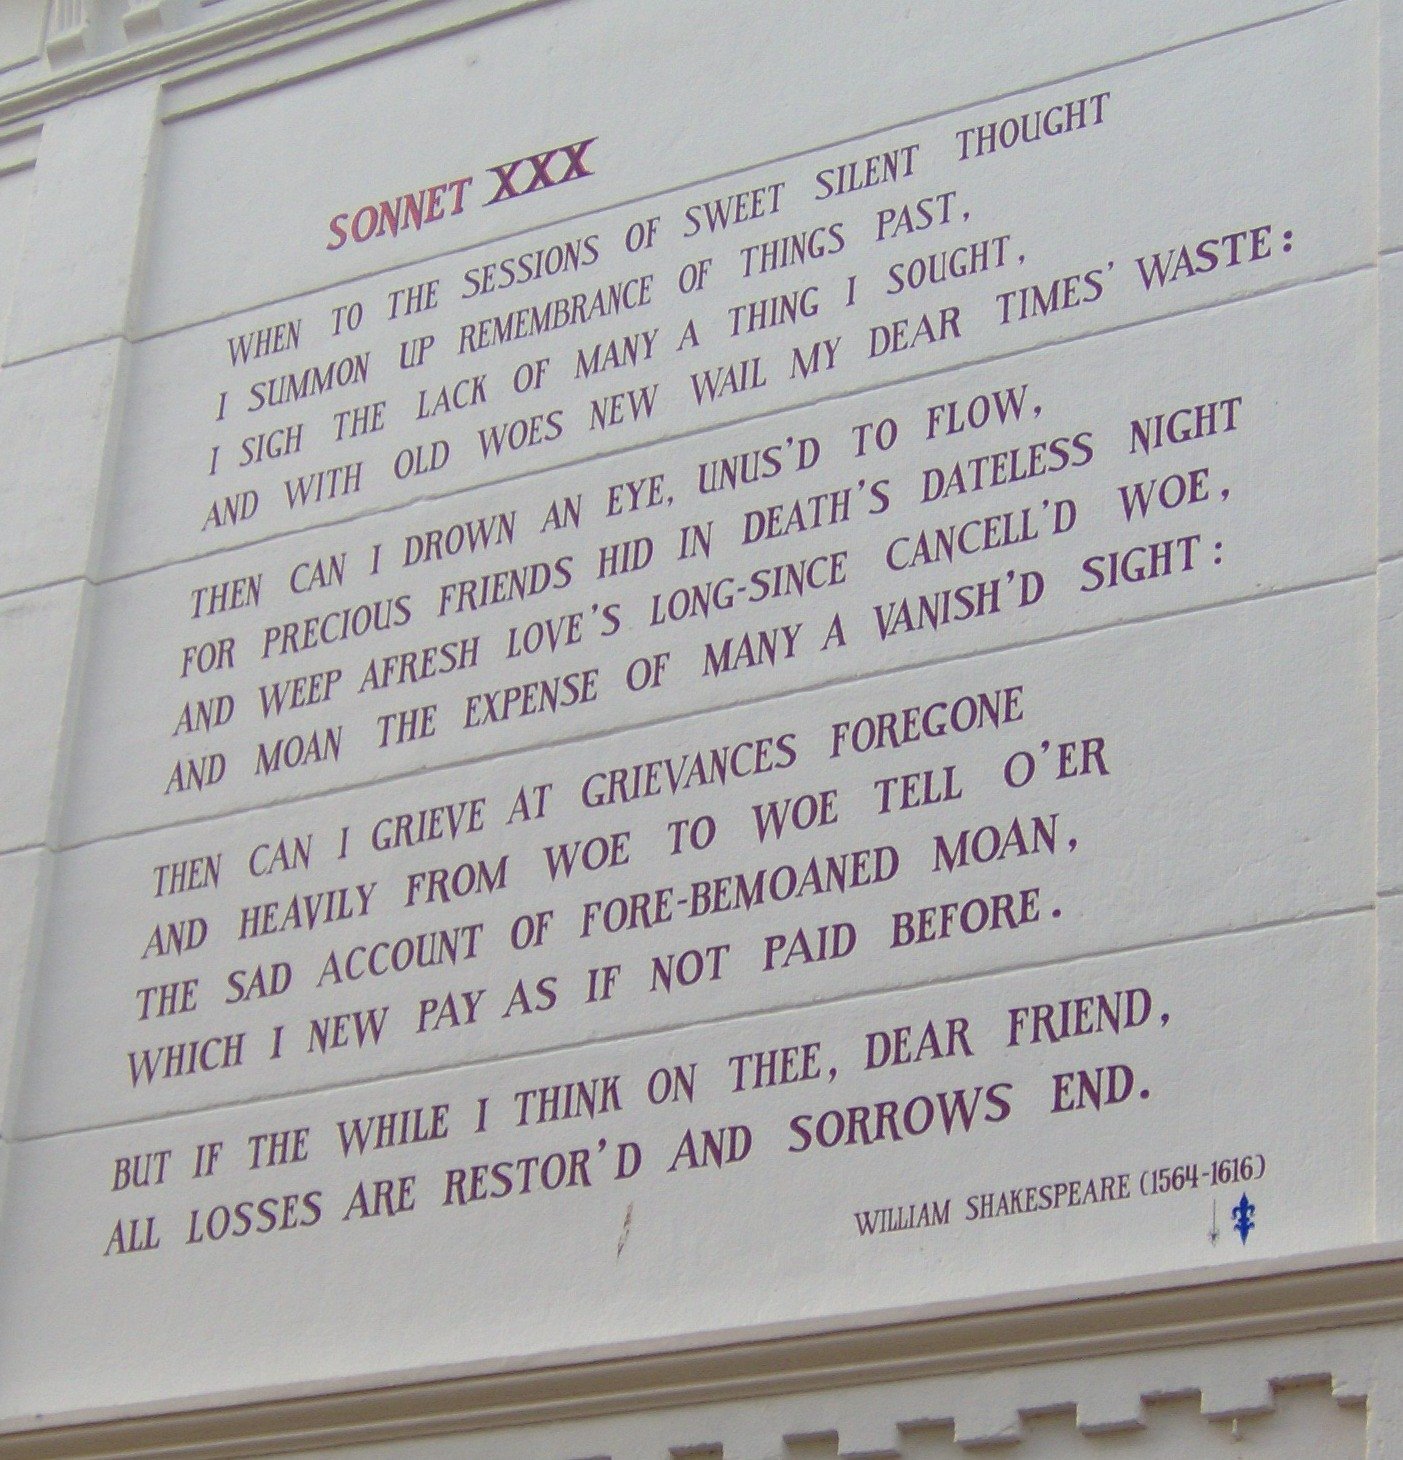 SONNET XXX
WHEN TO THE SESSIONS OF SWEET SILENT THOUGHT
I SUMMON UP REMEMBRANCE OF THINGS PAST,
I SIGH THE LACK OF MANY A THING I SOUGHT,
AND WITH OLD WOES NEW WAIL MY DEAR TIMES' WASTE:
THEN CAN I DROWN AN EYE, UNUS'D TO FLOW,
FOR PRECIOUS FRIENDS HID IN DEATH'S DATELESS NIGHT
AND WEEP AFRESH LOVE'S LONG-SINCE CANCELL'D WOE,
AND MOAN THE EXPENSE OF MANY A VANISH'D SIGHT:
THEN CAN I GRIEVE AT GRIEVANCES FOREGONE
AND HEAVILY FROM WOE TO WOE TELL O'ER
THE SAD ACCOUNT OF FORE-BEMOANED MOAN,
WHICH I NEW PAY AS IF NOT PAID BEFORE.
BUT IF THE WHILE I THINK ON THEE, DEAR FRIEND,
ALL LOSSES ARE RESTOR'D AND SORROWS END.
WILLIAM SHAKESPEARE (1564-1616)